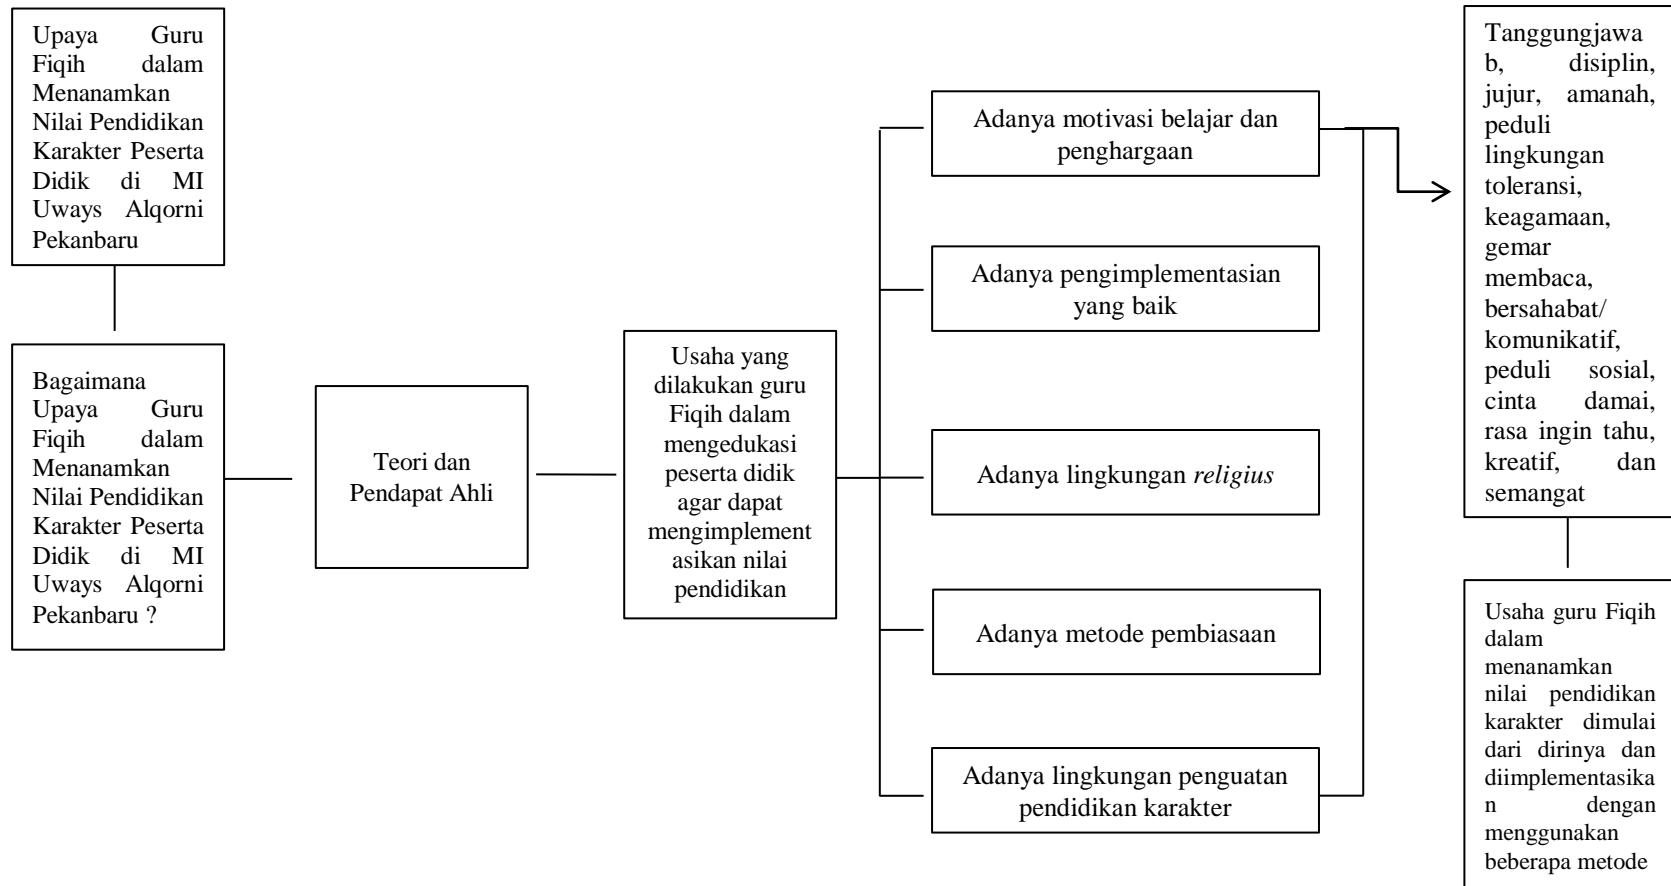 Upaya Guru
Fiqih dalam
Menanamkan
Nilai Pendidikan
Karakter Peserta
Didik di MI
Uways Alqorni
Pekanbaru
Bagaimana
Upaya Guru
Fiqih dalam
Menanamkan
Nilai Pendidikan
Karakter Peserta
Didik di MI
Uways Alqorni
Pekanbaru ?
Teori dan
Pendapat Ahli
Usaha yang
dilakukan guru
Fiqih dalam
mengedukasi
peserta didik
agar dapat
mengimplement
asikan nilai
pendidikan
Adanya motivasi belajar dan
penghargaan
Adanya pengimplementasian
yang baik
Adanya lingkungan religius
Adanya metode pembiasaan
Adanya lingkungan penguatan
pendidikan karakter
Tanggungjawa
b, disiplin,
jujur, amanah,
peduli
lingkungan
toleransi,
keagamaan,
gemar
membaca,
bersahabat/
komunikatif,
peduli sosial,
cinta damai,
rasa ingin tahu,
kreatif, dan
semangat
Usaha guru Fiqih
dalam
menanamkan
nilai pendidikan
karakter dimulai
dari dirinya dan
diimplementasika
n dengan
menggunakan
beberapa metode